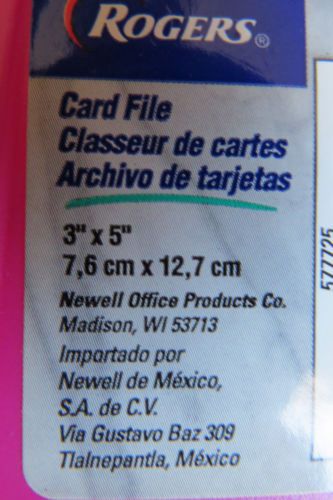 ROGERS®
Card File
Classeur de cartes
Archivo de tarjetas
3" x 5"
7,6 cm x 12,7 cm
Newell Office Products Co.
Madison, WI 53713
Importado por
Newell de México,
S.A. de C.V.
Via Gustavo Baz 309
Tlalnepantla, México
577725